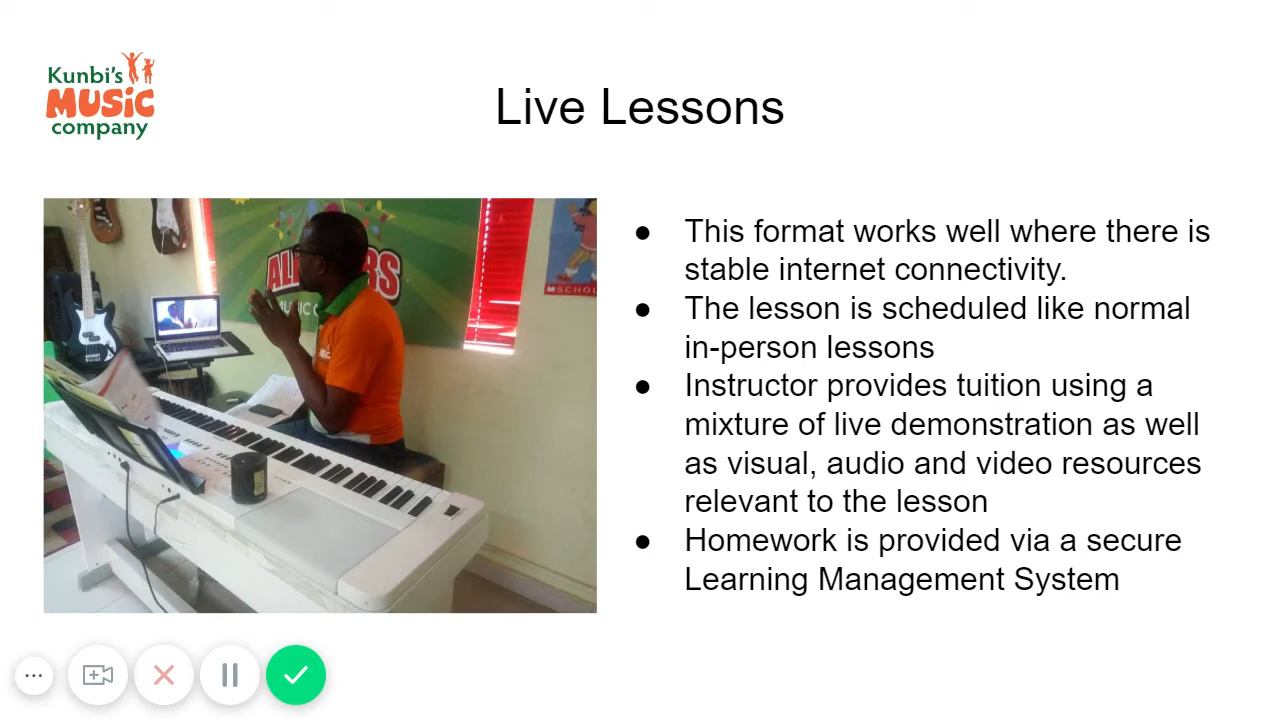 Kunbi's
MUSiC
company
Live Lessons
● This format works well where there is
stable internet connectivity.
● The lesson is scheduled like normal
in-person lessons
● Instructor provides tuition using a
mixture of live demonstration as well
as visual, audio and video resources
relevant to the lesson
● Homework is provided via a secure
Learning Management System